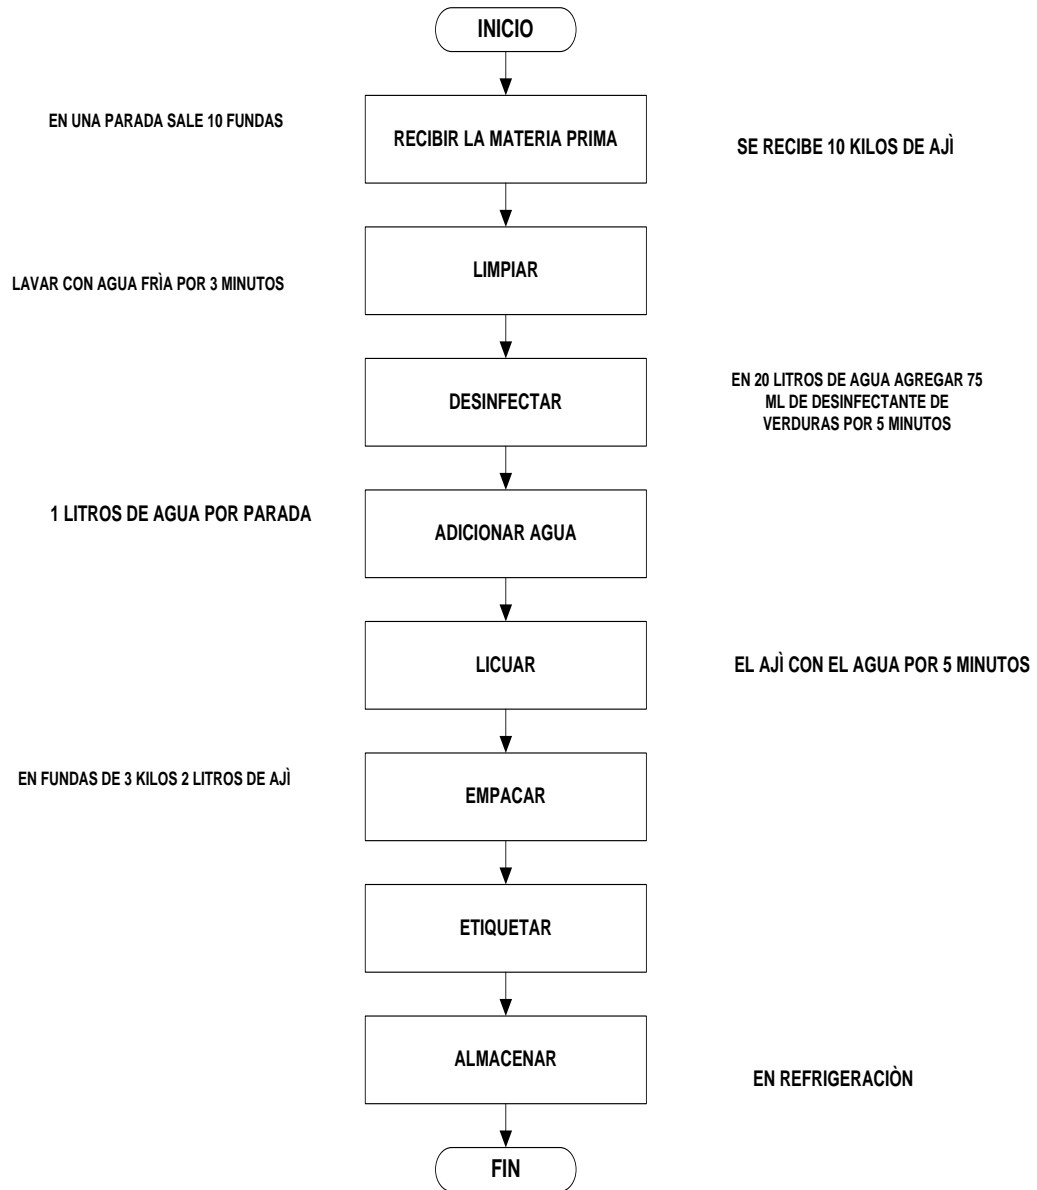 INICIO
EN UNA PARADA SALE 10 FUNDAS
RECIBIR LA MATERIA PRIMA
SE RECIBE 10 KILOS DE AJÌ
LIMPIAR
LAVAR CON AGUA FRÌA POR 3 MINUTOS
DESINFECTAR
EN 20 LITROS DE AGUA AGREGAR 75
ML DE DESINFECTANTE DE
VERDURAS POR 5 MINUTOS
1 LITROS DE AGUA POR PARADA
ADICIONAR AGUA
LICUAR
EL AJÌ CON EL AGUA POR 5 MINUTOS
EN FUNDAS DE 3 KILOS 2 LITROS DE AJÌ
EMPACAR
ETIQUETAR
ALMACENAR
EN REFRIGERACIÒN
FIN